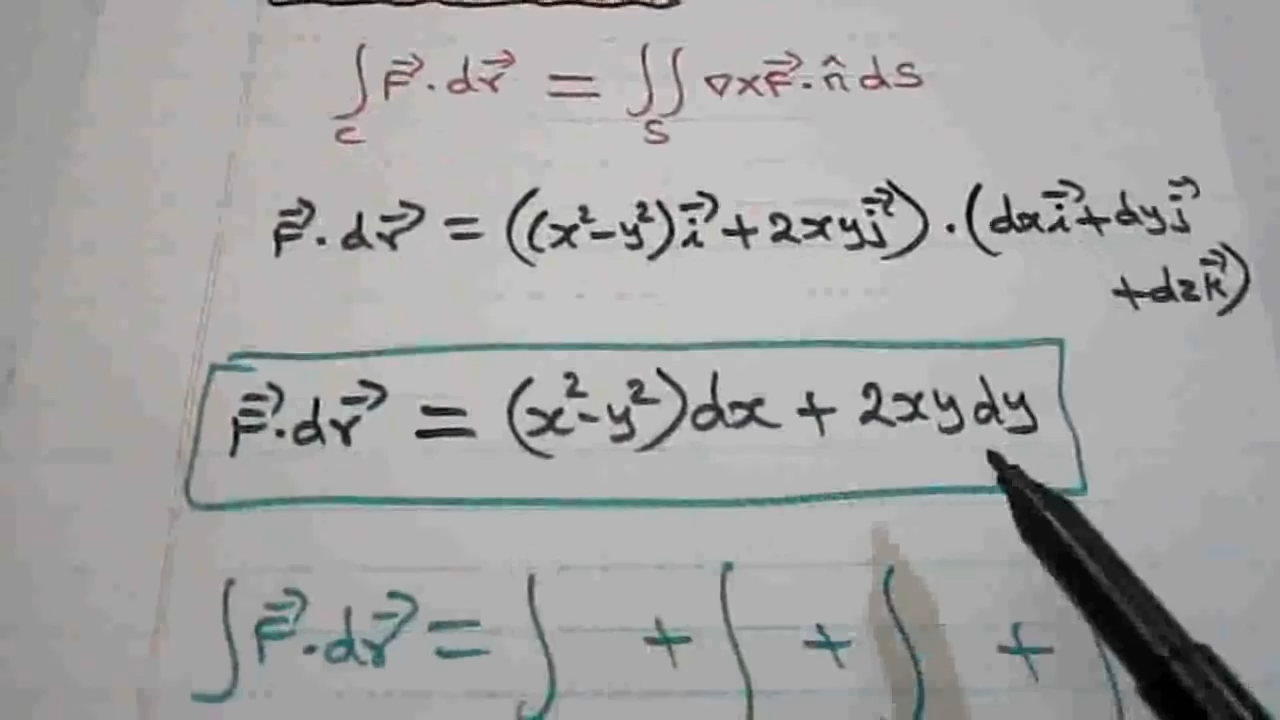 ∫_C F⃗.dr⃗ = ∬_S ∇×F⃗.n̂ ds
F⃗.dr⃗ = ((x²-y²)i⃗+2xyj⃗).(dxi⃗+dyj⃗
+dzk⃗)
F⃗.dr⃗ = (x²-y²)dx + 2xydy
∫F⃗.dr⃗ = ∫ + ∫ + ∫ + ∫